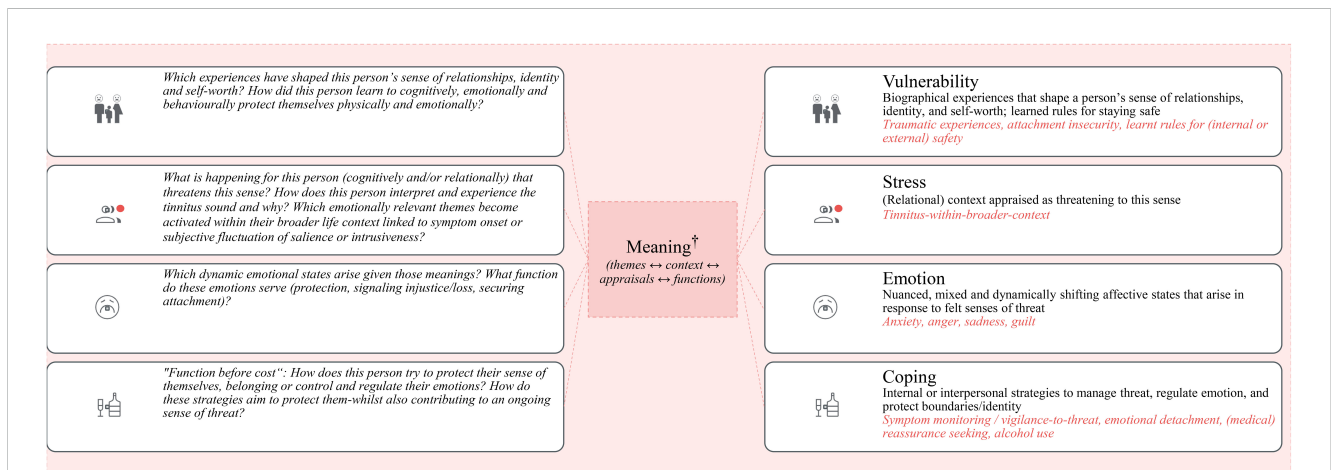 Which experiences have shaped this person's sense of relationships, identity
and self-worth? How did this person learn to cognitively, emotionally and
behaviourally protect themselves physically and emotionally?
What is happening for this person (cognitively and/or relationally) that
threatens this sense? How does this person interpret and experience the
tinnitus sound and why? Which emotionally relevant themes become
activated within their broader life context linked to symptom onset or
subjective fluctuation of salience or intrusiveness?
Which dynamic emotional states arise given those meanings? What function
do these emotions serve (protection, signaling injustice/loss, securing
attachment)?
"Function before cost“: How does this person try to protect their sense of
themselves, belonging or control and regulate their emotions? How do
these strategies aim to protect them-whilst also contributing to an ongoing
sense of threat?
Meaning†
(themes ↔ context ↔
appraisals ↔ functions)
Vulnerability
Biographical experiences that shape a person's sense of relationships,
identity, and self-worth; learned rules for staying safe
Traumatic experiences, attachment insecurity, learnt rules for (internal or
external) safety
Stress
(Relational) context appraised as threatening to this sense
Tinnitus-within-broader-context
Emotion
Nuanced, mixed and dynamically shifting affective states that arise in
response to felt senses of threat
Anxiety, anger, sadness, guilt
Coping
Internal or interpersonal strategies to manage threat, regulate emotion, and
protect boundaries/identity
Symptom monitoring / vigilance-to-threat, emotional detachment, (medical)
reassurance seeking, alcohol use